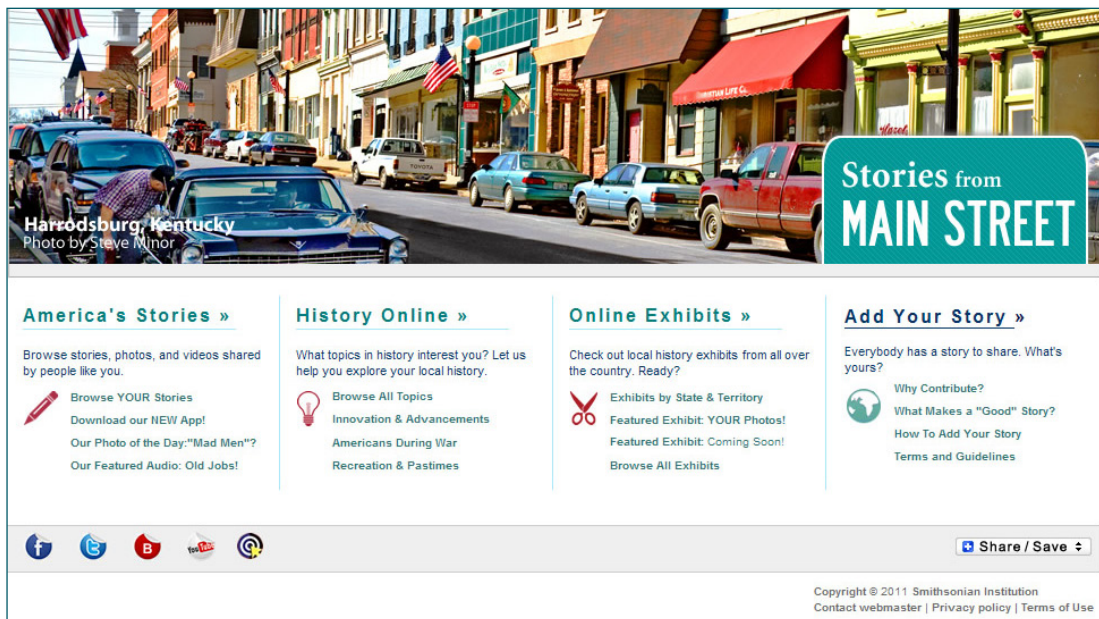 TOYOTA
CHRISTIAN LIFE C
Hazel
Harrodsburg, Kentucky
Photo by Steve Minor
Stories from
MAIN STREET
America's Stories »
Browse stories, photos, and videos shared
by people like you.
Browse YOUR Stories
Download our NEW App!
Our Photo of the Day:"Mad Men"?
Our Featured Audio: Old Jobs!
History Online »
What topics in history interest you? Let us
help you explore your local history.
Browse All Topics
Innovation & Advancements
Americans During War
Recreation & Pastimes
Online Exhibits »
Check out local history exhibits from all over
the country. Ready?
Exhibits by State & Territory
Featured Exhibit: YOUR Photos!
Featured Exhibit: Coming Soon!
Browse All Exhibits
Add Your Story »
Everybody has a story to share. What's
yours?
Why Contribute?
What Makes a "Good" Story?
How To Add Your Story
Terms and Guidelines
f
B
YouTube
Share / Save
Copyright © 2011 Smithsonian Institution
Contact webmaster | Privacy policy | Terms of Use